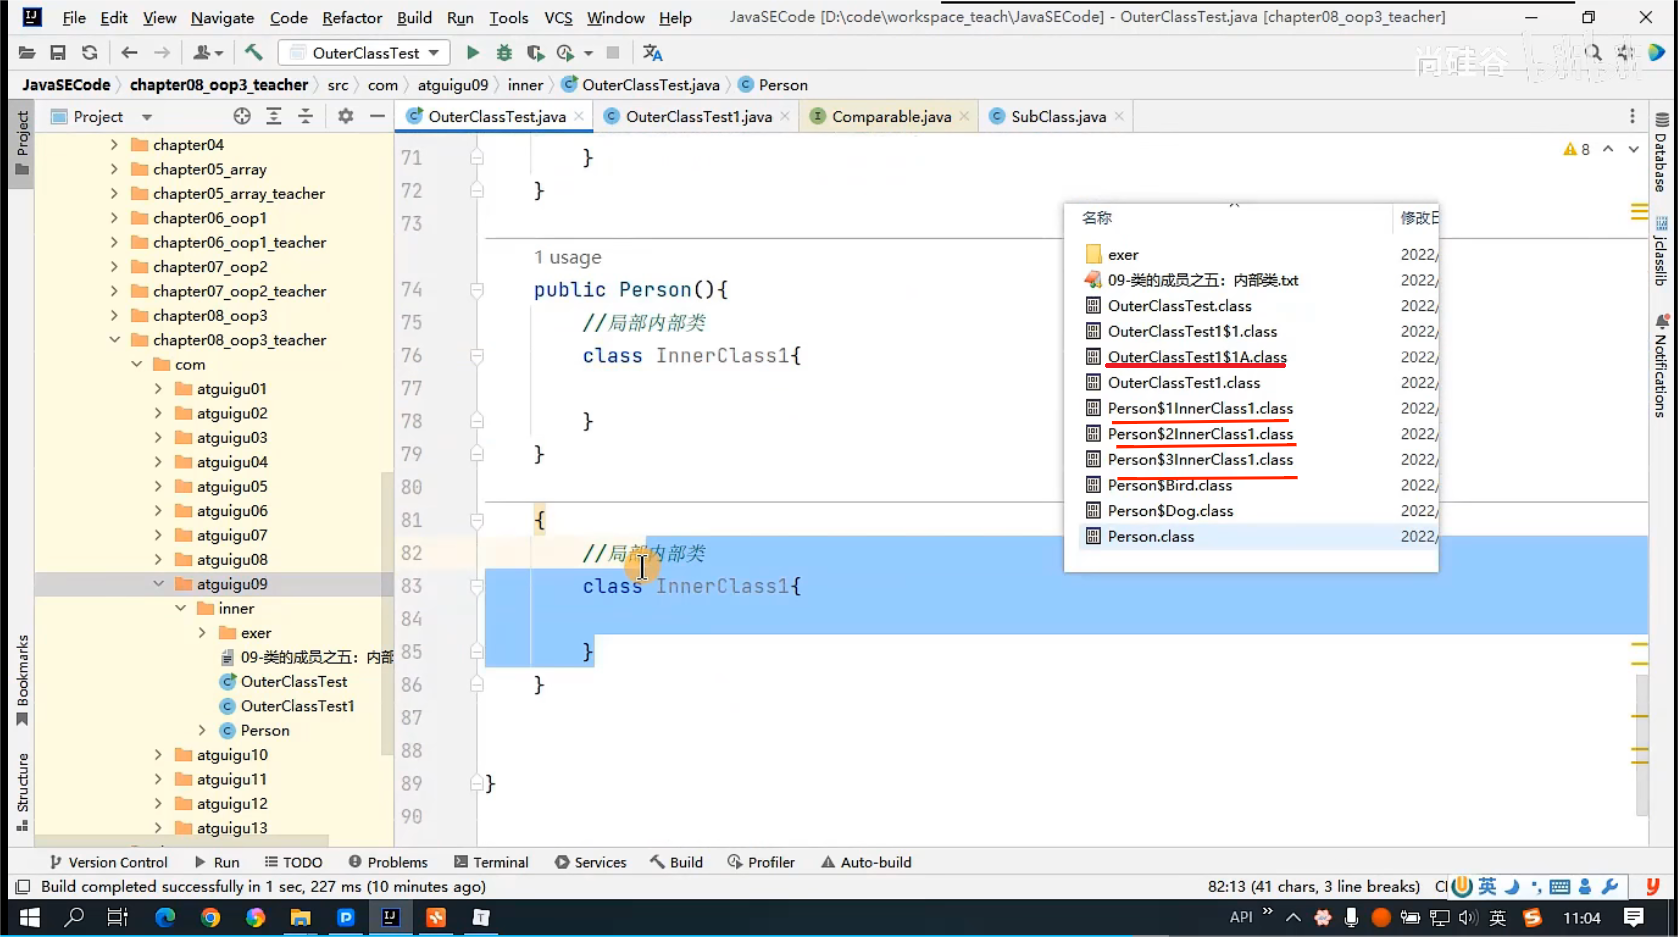 File Edit View Navigate Code Refactor Build Run Tools VCS Window Help JavaSECode [D:\code\workspace_teach\JavaSECode] - OuterClassTest.java [chapter08_oop3_teacher]
OuterClassTest
尚硅谷
JavaSECode chapter08_oop3_teacher src com atguigu09 inner OuterClassTest.java Person
Project OuterClassTest.java OuterClassTest1.java Comparable.java SubClass.java
Project
Bookmarks
Structure
chapter04
chapter05_array
chapter05_array_teacher
chapter06_oop1
chapter06_oop1_teacher
chapter07_oop2
chapter07_oop2_teacher
chapter08_oop3
chapter08_oop3_teacher
com
atguigu01
atguigu02
atguigu03
atguigu04
atguigu05
atguigu06
atguigu07
atguigu08
atguigu09
inner
exer
09-类的成员之五：内部
OuterClassTest
OuterClassTest1
Person
atguigu10
atguigu11
atguigu12
atguigu13
8
71 }
72 }
73
1 usage
74 public Person(){
75 //局部内部类
76 class InnerClass1{
77
78 }
79 }
80
81 {
82 //局部内部类
83 class InnerClass1{
84
85 }
86 }
87
88
89 }
90
名称 修改日
exer 2022/
09-类的成员之五：内部类.txt 2022/
OuterClassTest.class 2022/
OuterClassTest1$1.class 2022/
OuterClassTest1$1A.class 2022/
OuterClassTest1.class 2022/
Person$1InnerClass1.class 2022/
Person$2InnerClass1.class 2022/
Person$3InnerClass1.class 2022/
Person$Bird.class 2022/
Person$Dog.class 2022/
Person.class 2022/
Database
jclasslib
Notifications
Version Control Run TODO Problems Terminal Services Build Profiler Auto-build
Build completed successfully in 1 sec, 227 ms (10 minutes ago) 82:13 (41 chars, 3 line breaks) 英
API 英 11:04